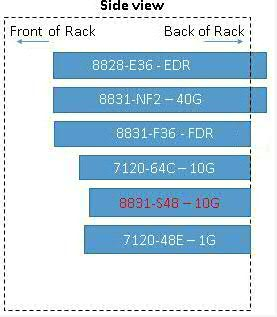 Side view
Front of Rack Back of Rack
8828-E36 - EDR
8831-NF2 – 40G
8831-F36 - FDR
7120-64C – 10G
8831-S48 – 10G
7120-48E – 1G